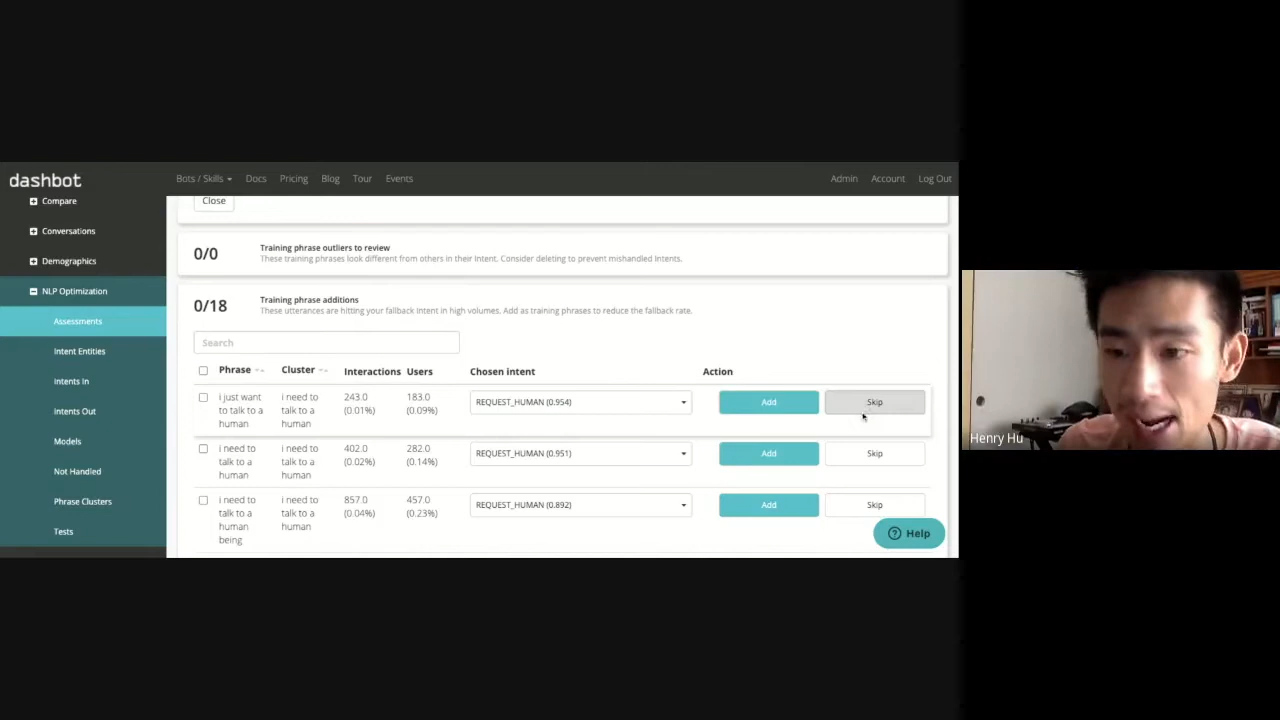 dashbot
Bots / Skills Docs Pricing Blog Tour Events Admin Account Log Out
Compare
Conversations
Demographics
NLP Optimization
Assessments
Intent Entities
Intents In
Intents Out
Models
Not Handled
Phrase Clusters
Tests
Close
0/0
Training phrase outliers to review
These training phrases look different from others in their Intent. Consider deleting to prevent mishandled Intents.
0/18
Training phrase additions
These utterances are hitting your fallback Intent in high volumes. Add as training phrases to reduce the fallback rate.
Search
Phrase Cluster Interactions Users Chosen intent Action
i just want i need to 243.0 183.0 REQUEST_HUMAN (0.954) Add Skip
to talk to a talk to a (0.01%) (0.09%)
human human
i need to i need to 402.0 282.0 REQUEST_HUMAN (0.951) Add Skip
talk to a talk to a (0.02%) (0.14%)
human human
i need to i need to 857.0 457.0 REQUEST_HUMAN (0.892) Add Skip
talk to a talk to a (0.04%) (0.23%)
human human
being
Help
Henry Hu